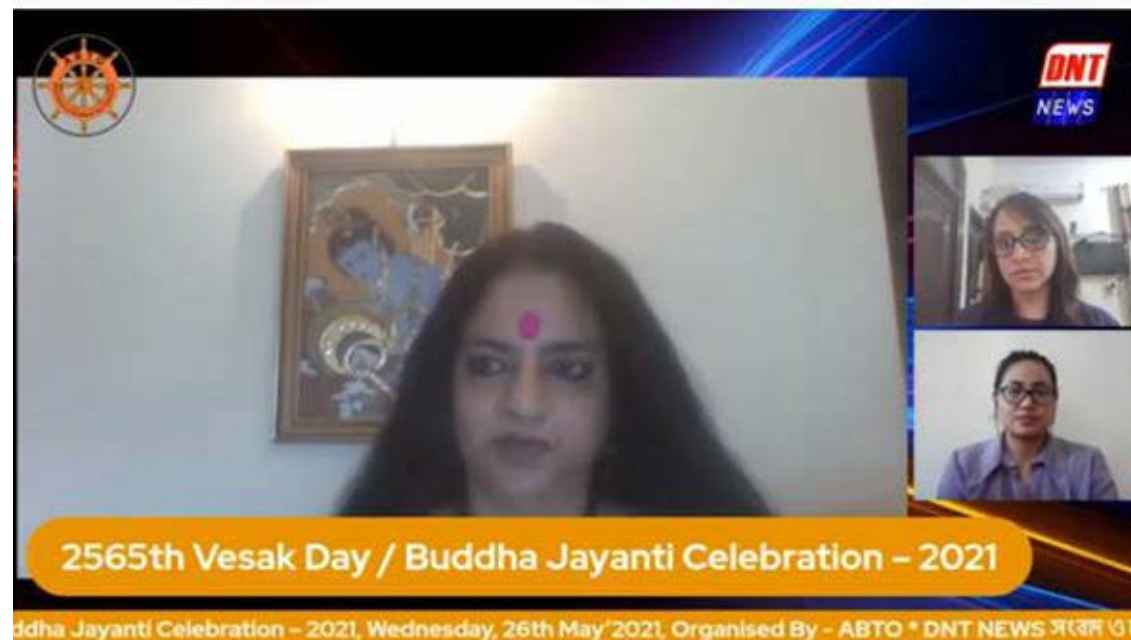 DNT
NEWS
2565th Vesak Day / Buddha Jayanti Celebration – 2021
ddha Jayanti Celebration – 2021, Wednesday, 26th May'2021, Organised By - ABTO * DNT NEWS সংবাদ ও